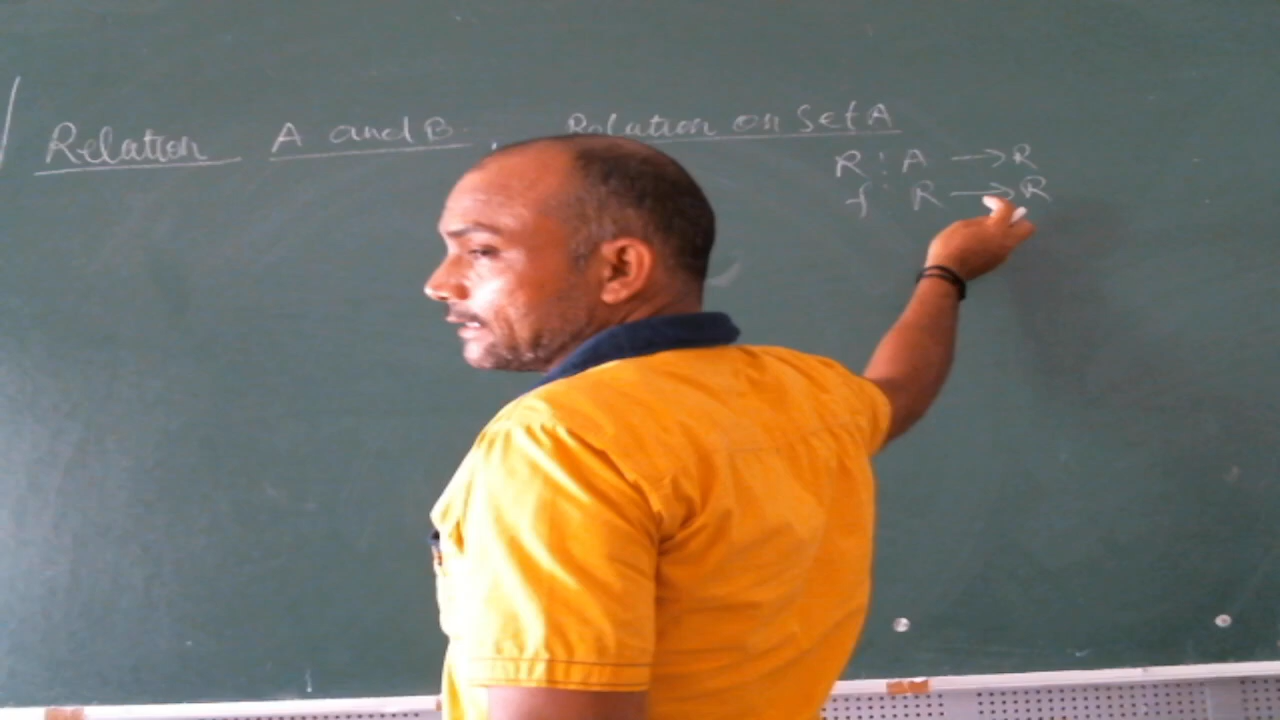 Relation A and B. , Relation on Set A
R : A → R
f : R → R